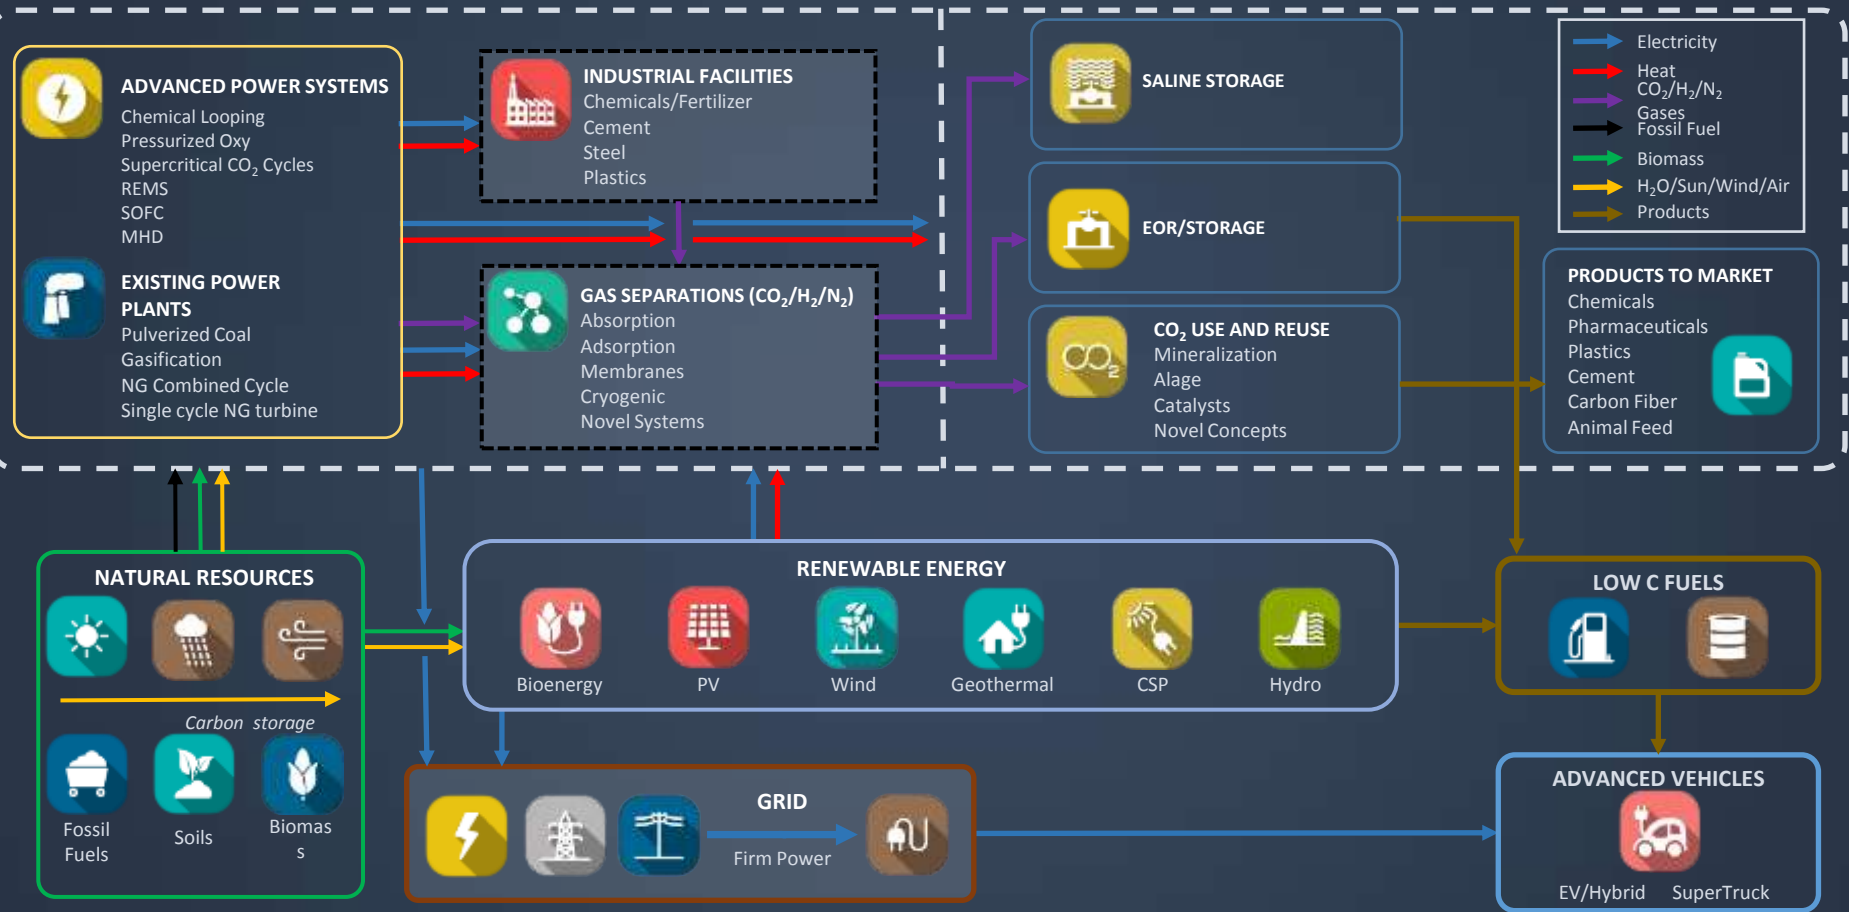 ADVANCED POWER SYSTEMS
Chemical Looping
Pressurized Oxy
Supercritical CO₂ Cycles
REMS
SOFC
MHD
EXISTING POWER
PLANTS
Pulverized Coal
Gasification
NG Combined Cycle
Single cycle NG turbine
INDUSTRIAL FACILITIES
Chemicals/Fertilizer
Cement
Steel
Plastics
GAS SEPARATIONS (CO₂/H₂/N₂)
Absorption
Adsorption
Membranes
Cryogenic
Novel Systems
SALINE STORAGE
EOR/STORAGE
CO₂ USE AND REUSE
Mineralization
Alage
Catalysts
Novel Concepts
Electricity
Heat
CO₂/H₂/N₂
Gases
Fossil Fuel
Biomass
H₂O/Sun/Wind/Air
Products
PRODUCTS TO MARKET
Chemicals
Pharmaceuticals
Plastics
Cement
Carbon Fiber
Animal Feed
NATURAL RESOURCES
Carbon storage
Fossil
Fuels
Soils
Biomas
s
RENEWABLE ENERGY
Bioenergy
PV
Wind
Geothermal
CSP
Hydro
LOW C FUELS
GRID
Firm Power
ADVANCED VEHICLES
EV/Hybrid
SuperTruck
CO₂